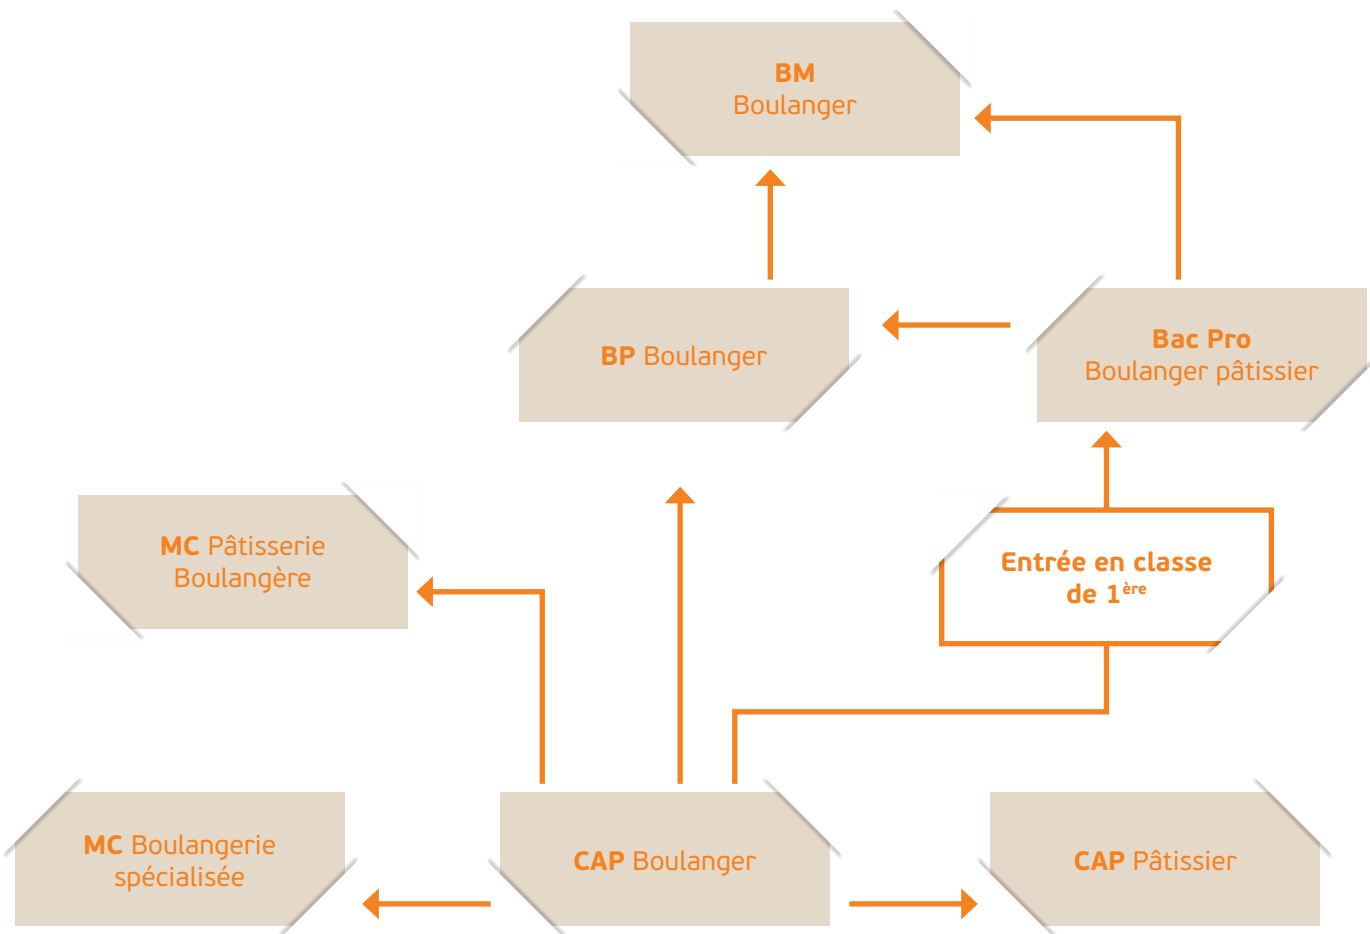 BM
Boulanger
BP Boulanger
Bac Pro
Boulanger pâtissier
MC Pâtisserie
Boulangère
Entrée en classe
de 1ère
MC Boulangerie
spécialisée
CAP Boulanger
CAP Pâtissier